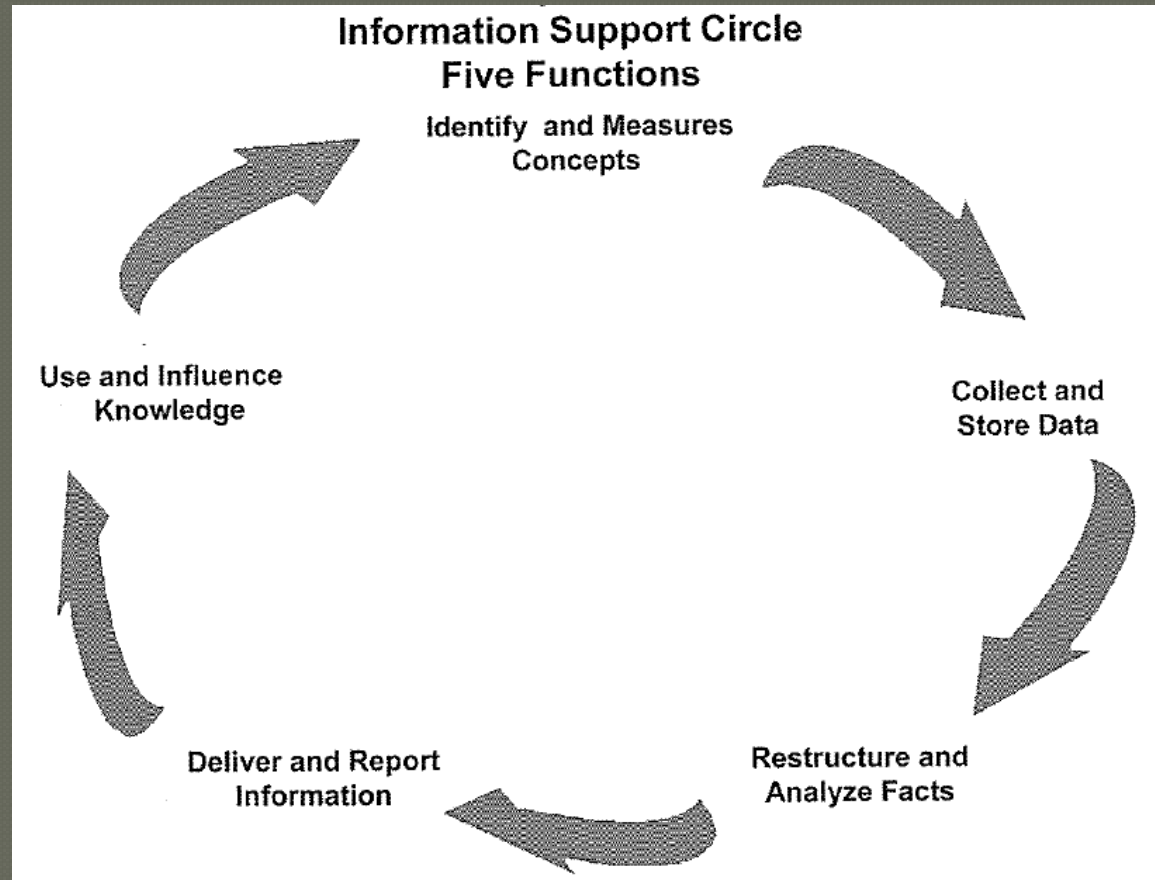 Information Support Circle
Five Functions
Identify and Measures
Concepts
Collect and
Store Data
Restructure and
Analyze Facts
Deliver and Report
Information
Use and Influence
Knowledge